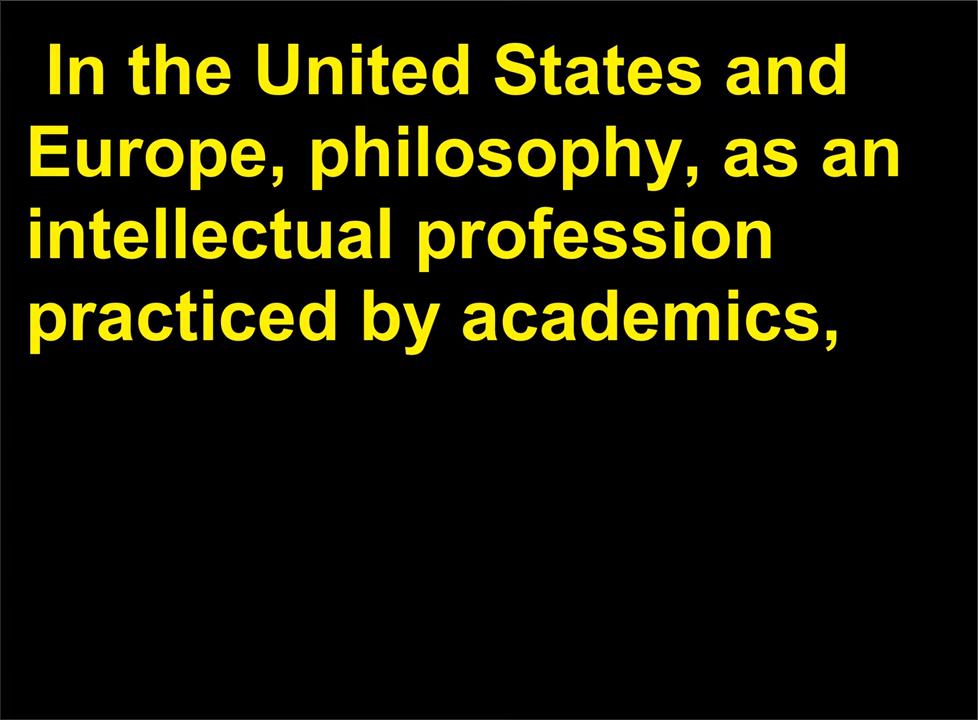 In the United States and
Europe, philosophy, as an
intellectual profession
practiced by academics,